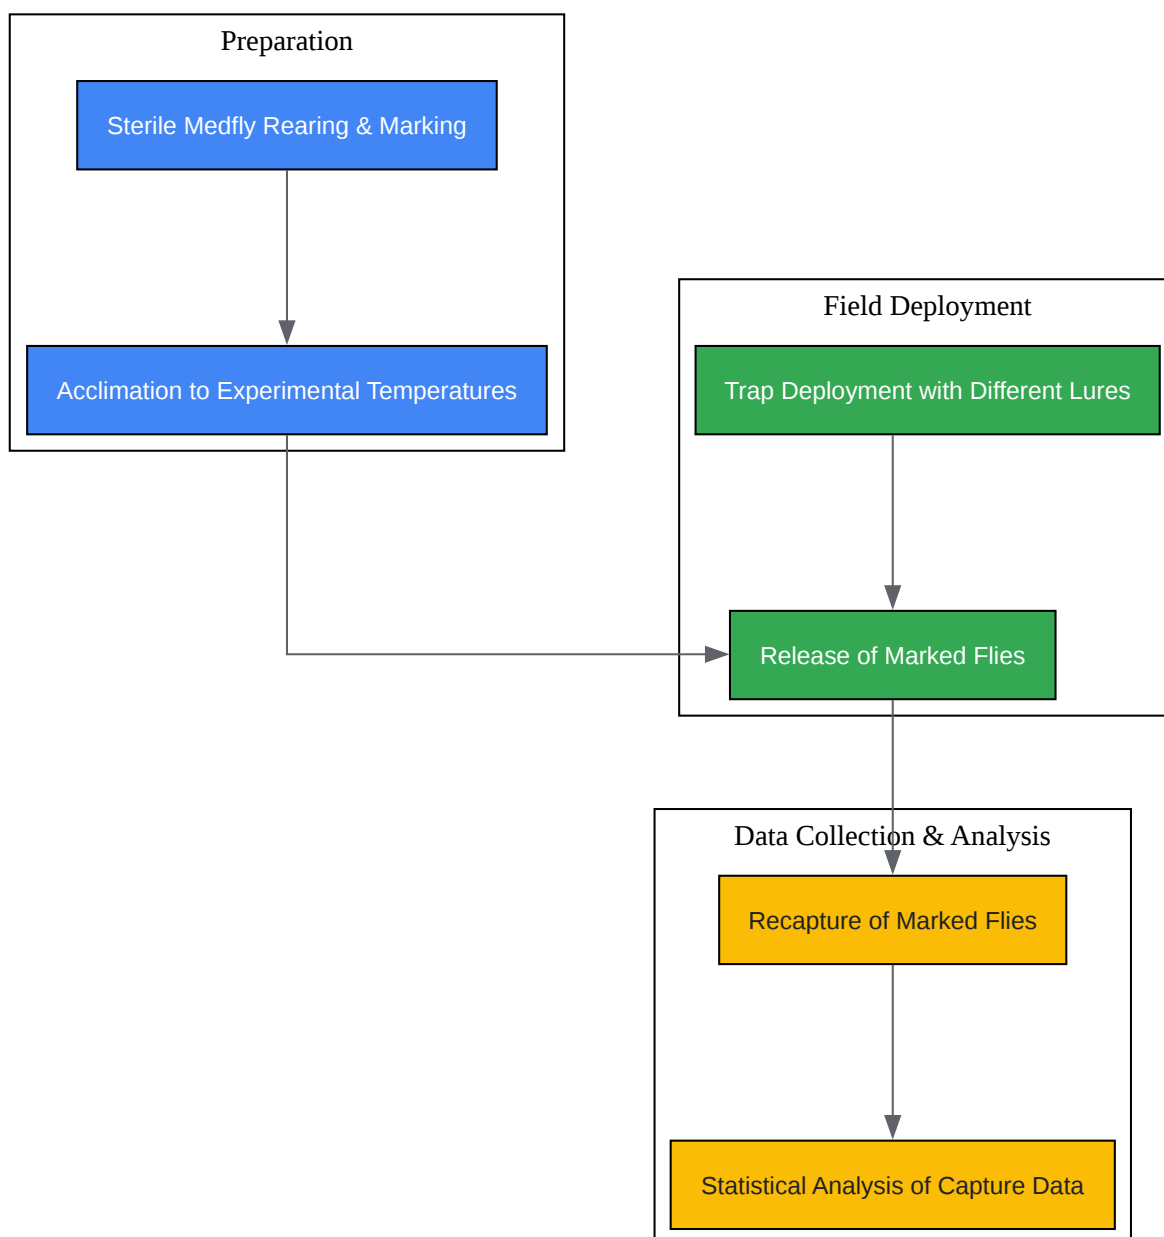 Preparation
Sterile Medfly Rearing & Marking
Acclimation to Experimental Temperatures
Field Deployment
Trap Deployment with Different Lures
Release of Marked Flies
Data Collection & Analysis
Recapture of Marked Flies
Statistical Analysis of Capture Data